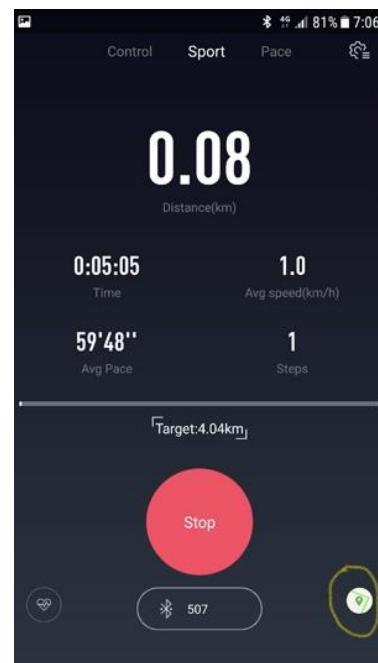 4G 81% 7:06
Control Sport Pace
0.08
Distance(km)
0:05:05 1.0
Time Avg speed(km/h)
59'48'' 1
Avg Pace Steps
Target:4.04km
Stop
507